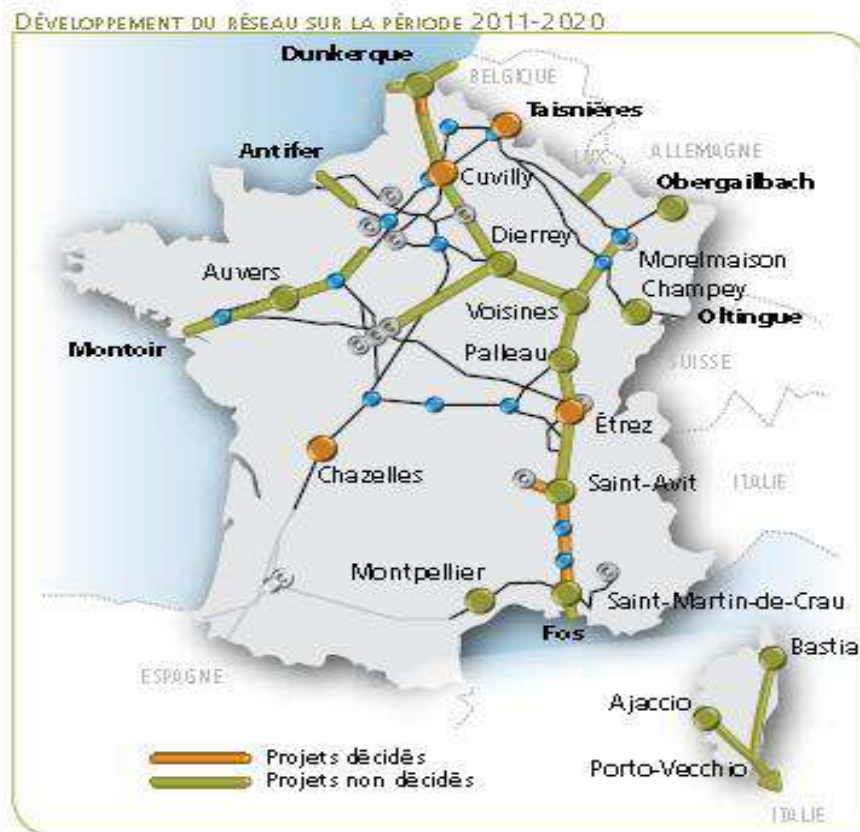 DÉVELOPPEMENT DU RÉSEAU SUR LA PÉRIODE 2011-2020
Dunkerque
BELGIQUE
Taisnières
Antifer
LUX.
ALLEMAGNE
Cuvilly
Obergailbach
Dierrey
Auvers
Morelmaison
Champey
Voisines
Oltingue
Montoir
Palleau
SUISSE
Étrez
Chazelles
Saint-Avit
ITALIE
Montpellier
Saint-Martin-de-Crau
Fos
ESPAGNE
Bastia
Ajaccio
Projets décidés
Porto-Vecchio
Projets non décidés
ITALIE